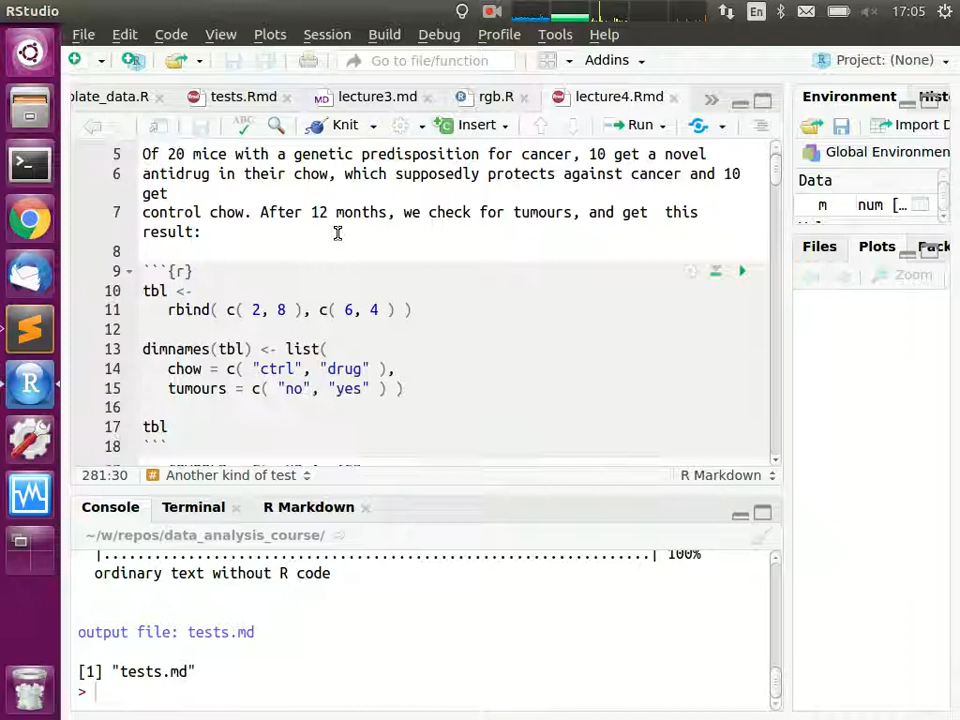 RStudio
En
17:05
File Edit Code View Plots Session Build Debug Profile Tools Help
Go to file/function
Addins
Project: (None)
plate_data.R tests.Rmd lecture3.md rgb.R lecture4.Rmd
ABC Knit Insert Run
5 Of 20 mice with a genetic predisposition for cancer, 10 get a novel
6 antidrug in their chow, which supposedly protects against cancer and 10
get
7 control chow. After 12 months, we check for tumours, and get  this
result:
8
9 ```{r}
10 tbl <-
11    rbind( c( 2, 8 ), c( 6, 4 ) )
12
13 dimnames(tbl) <- list(
14    chow = c( "ctrl", "drug" ),
15    tumours = c( "no", "yes" ) )
16
17 tbl
18 ```
281:30 # Another kind of test R Markdown
Console Terminal R Markdown
~/w/repos/data_analysis_course/
|.................................................................| 100%
ordinary text without R code
output file: tests.md
[1] "tests.md"
>
Environment Hist
Import D
Global Environment
Data
m num [...
Files Plots Pack
Zoom